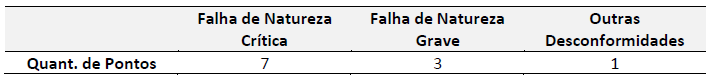 Falha de Natureza Crítica Falha de Natureza Grave Outras Desconformidades
Quant. de Pontos 7 3 1